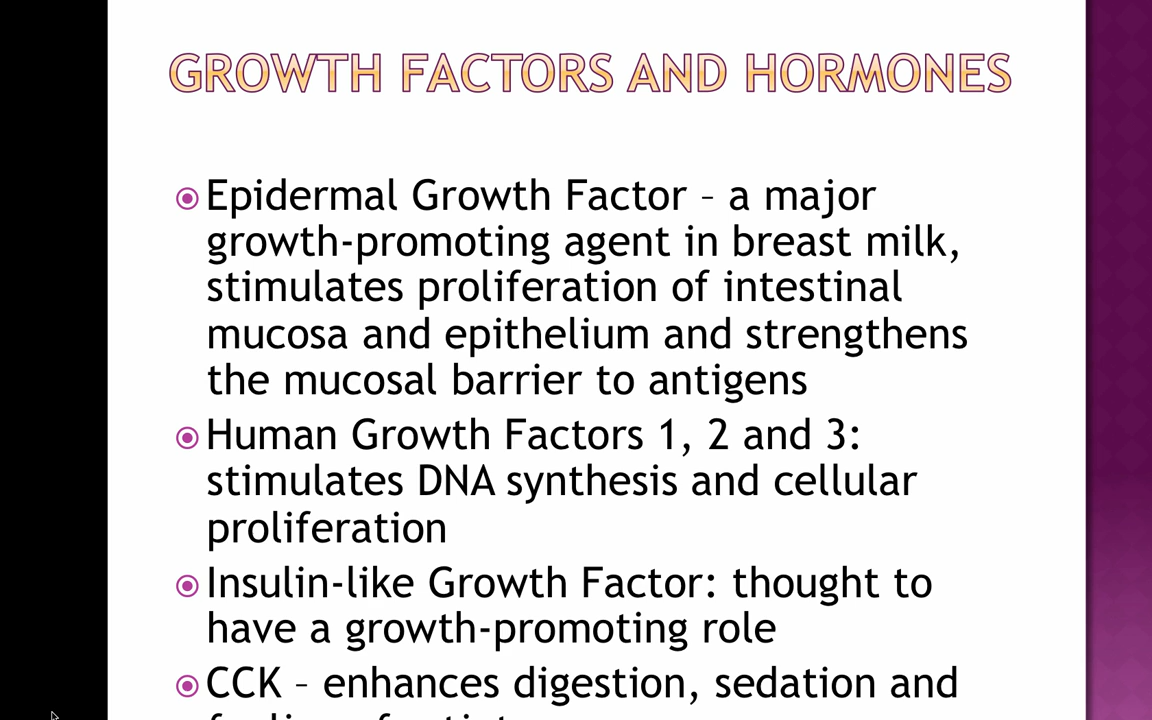 GROWTH FACTORS AND HORMONES
Epidermal Growth Factor – a major
growth-promoting agent in breast milk,
stimulates proliferation of intestinal
mucosa and epithelium and strengthens
the mucosal barrier to antigens
Human Growth Factors 1, 2 and 3:
stimulates DNA synthesis and cellular
proliferation
Insulin-like Growth Factor: thought to
have a growth-promoting role
CCK – enhances digestion, sedation and